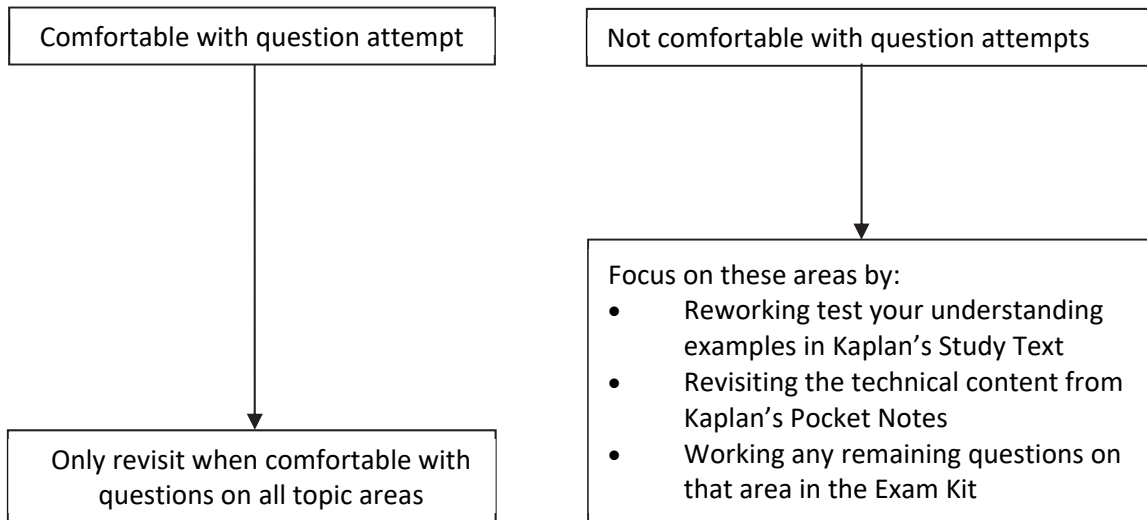 Comfortable with question attempt
Not comfortable with question attempts
Focus on these areas by:
• Reworking test your understanding
examples in Kaplan’s Study Text
• Revisiting the technical content from
Kaplan’s Pocket Notes
• Working any remaining questions on
that area in the Exam Kit
Only revisit when comfortable with
questions on all topic areas